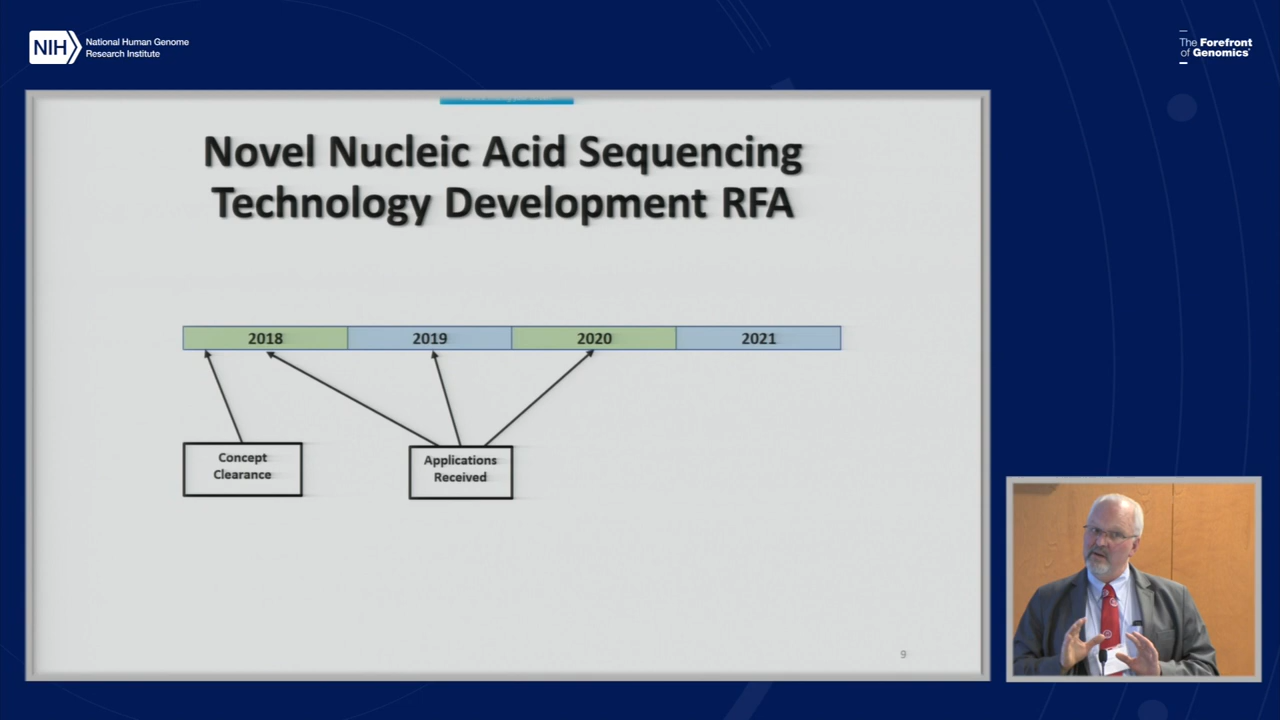 NIH
National Human Genome
Research Institute
The Forefront
of Genomics®
Novel Nucleic Acid Sequencing
Technology Development RFA
2018 2019 2020 2021
Concept
Clearance
Applications
Received
9